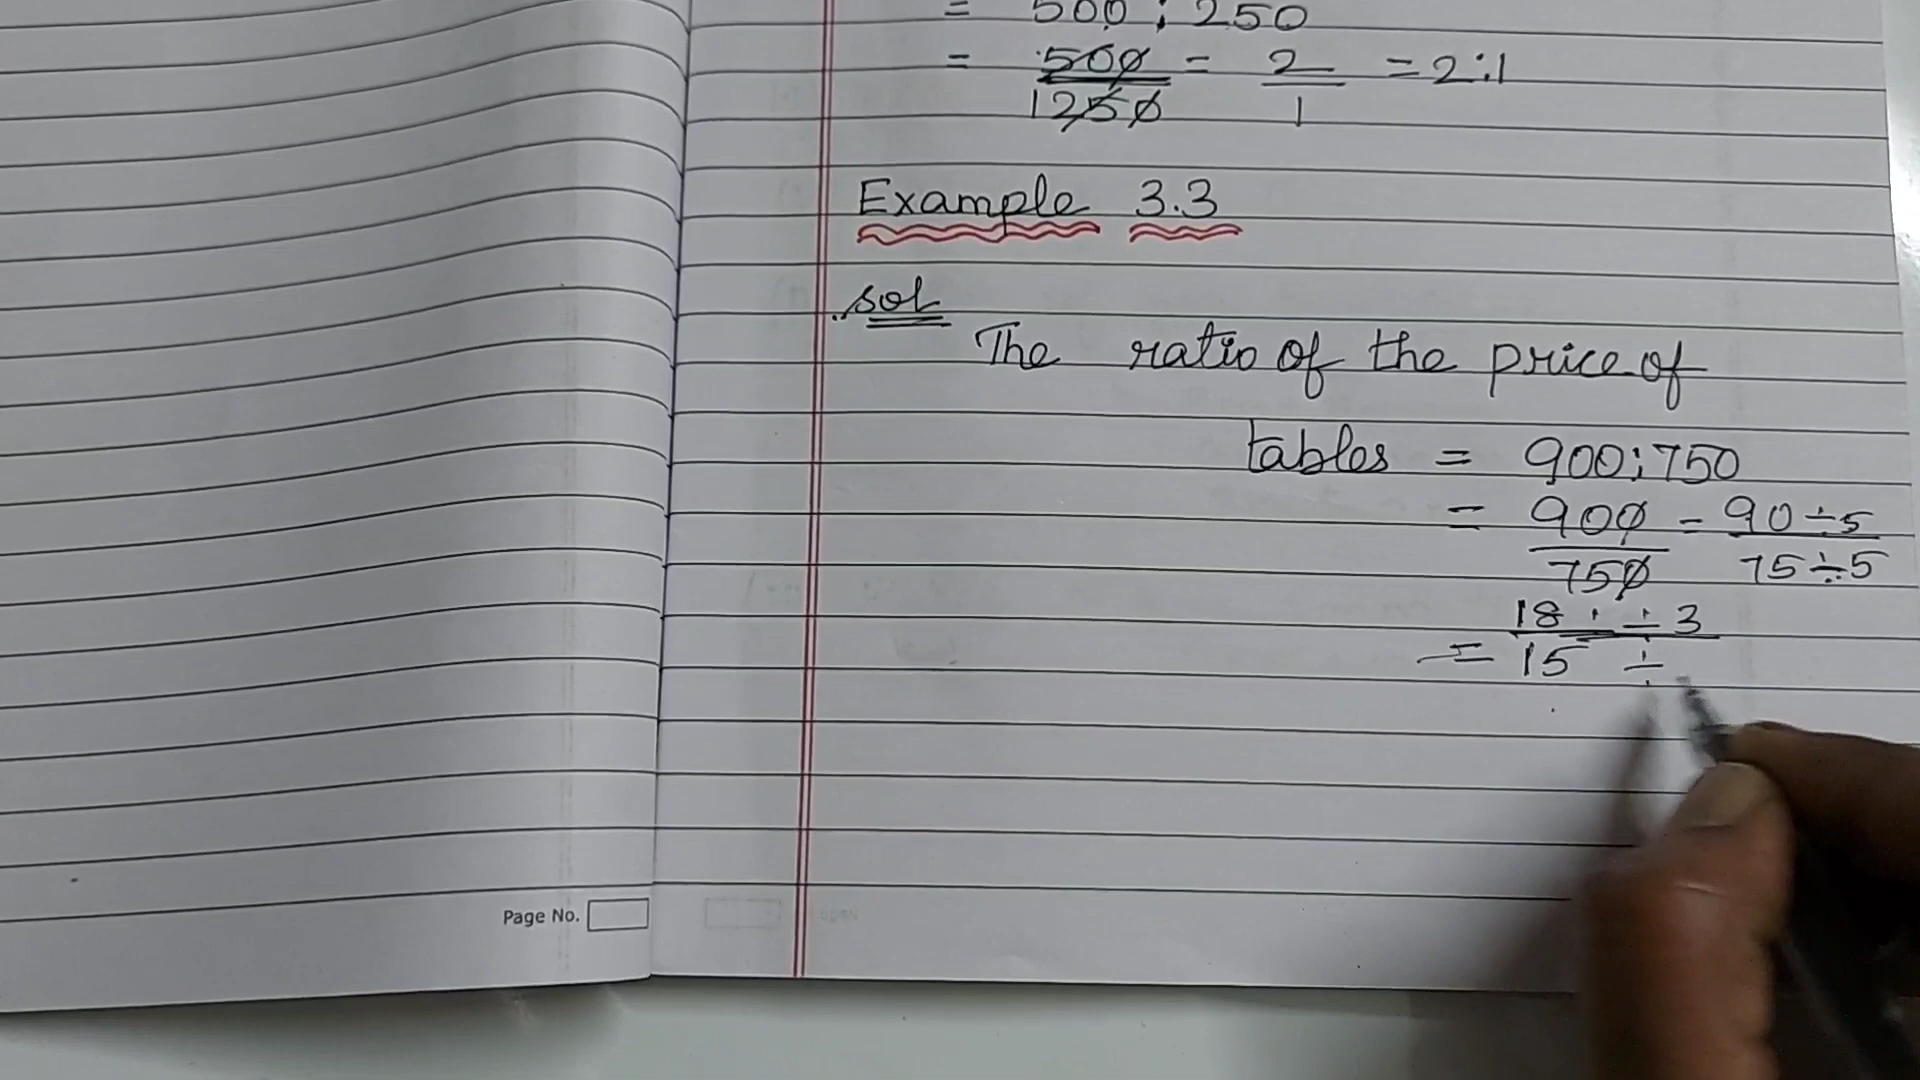 = 500 : 250
= 500/1250 = 2/1 = 2:1
Example 3.3
sol
The ratio of the price of
tables = 900:750
= 900/750 = 90÷5/75÷5
= 18 ÷ 3/15 ÷
Page No.